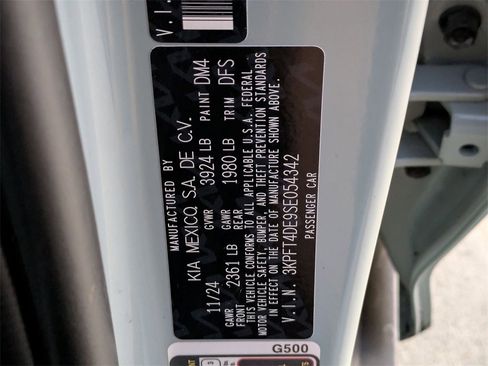 V.I.
MANUFACTURED BY
KIA MEXICO, S.A. DE C.V.
11/24 GVWR 3924 LB PAINT DM4
GAWR FRONT 2361 LB GAWR REAR 1980 LB TRIM DFS
THIS VEHICLE CONFORMS TO ALL APPLICABLE U.S.A. FEDERAL
MOTOR VEHICLE SAFETY, BUMPER, AND THEFT PREVENTION STANDARDS
IN EFFECT ON THE DATE OF MANUFACTURE SHOWN ABOVE.
V.I.N. 3KPFT4DE9SE054342
PASSENGER CAR
G500